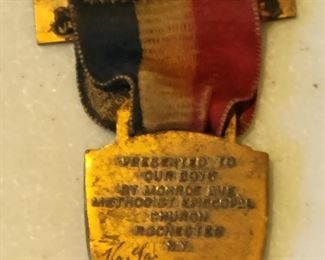 PRESENTED TO
OUR BOYS
BY MONROE AVE
METHODIST EPISCOPAL
CHURCH
ROCHESTER
N.Y.